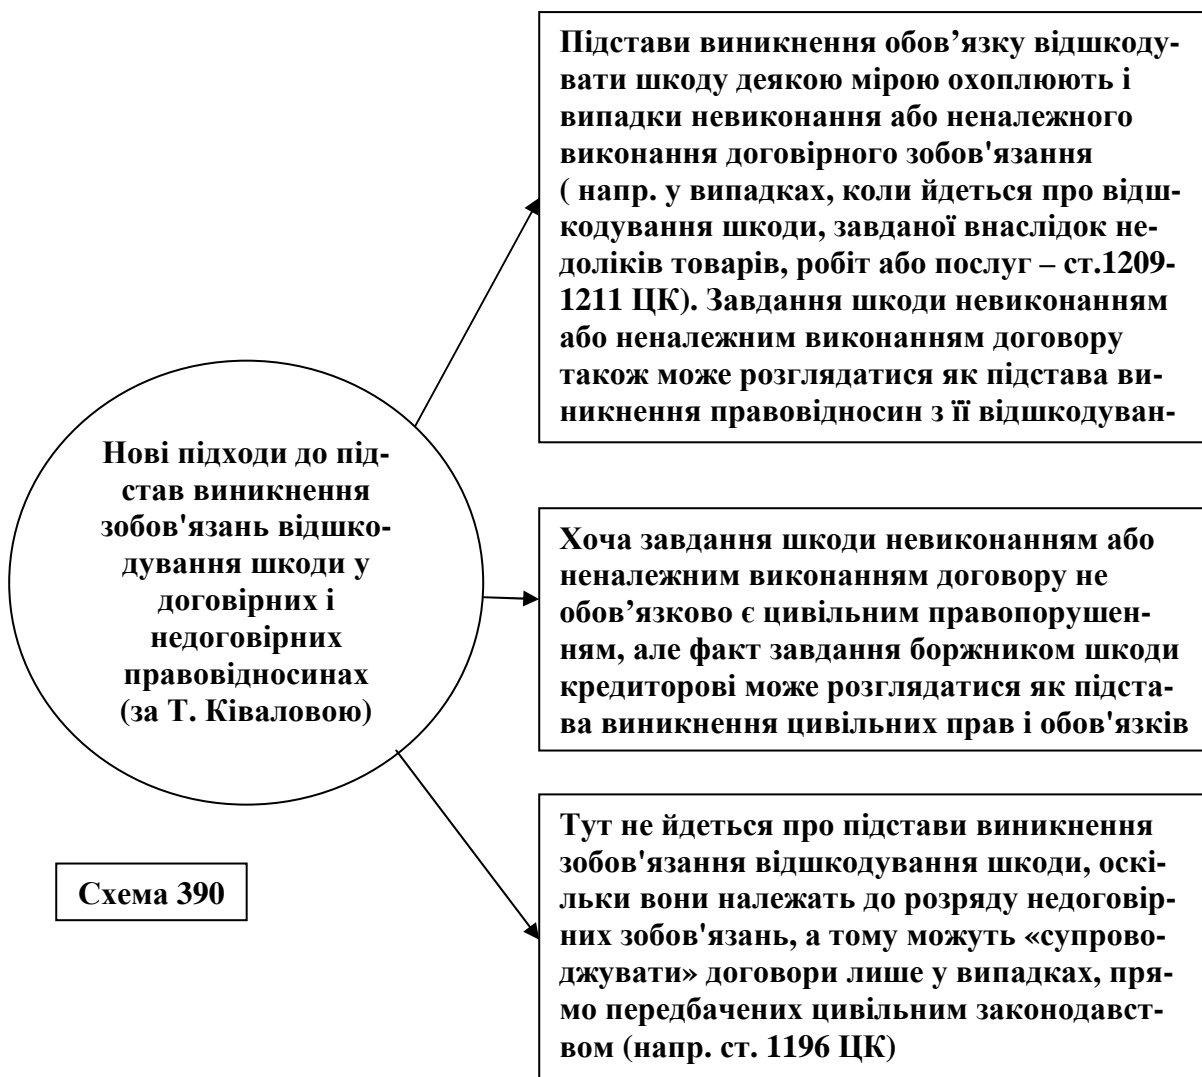 Підстави виникнення обов’язку відшкоду-
вати шкоду деякою мірою охоплюють і
випадки невиконання або неналежного
виконання договірного зобов'язання
( напр. у випадках, коли йдеться про відш-
кодування шкоди, завданої внаслідок не-
доліків товарів, робіт або послуг – ст.1209-
1211 ЦК). Завдання шкоди невиконанням
або неналежним виконанням договору
також може розглядатися як підстава ви-
никнення правовідносин з її відшкодуван-
Нові підходи до під-
став виникнення
зобов'язань відшко-
дування шкоди у
договірних і
недоговірних
правовідносинах
(за Т. Ківаловою)
Хоча завдання шкоди невиконанням або
неналежним виконанням договору не
обов’язково є цивільним правопорушен-
ням, але факт завдання боржником шкоди
кредиторові може розглядатися як підста-
ва виникнення цивільних прав і обов'язків
Тут не йдеться про підстави виникнення
зобов'язання відшкодування шкоди, оскі-
льки вони належать до розряду недоговір-
них зобов'язань, а тому можуть «супрово-
джувати» договори лише у випадках, пря-
мо передбачених цивільним законодавст-
вом (напр. ст. 1196 ЦК)
Схема 390